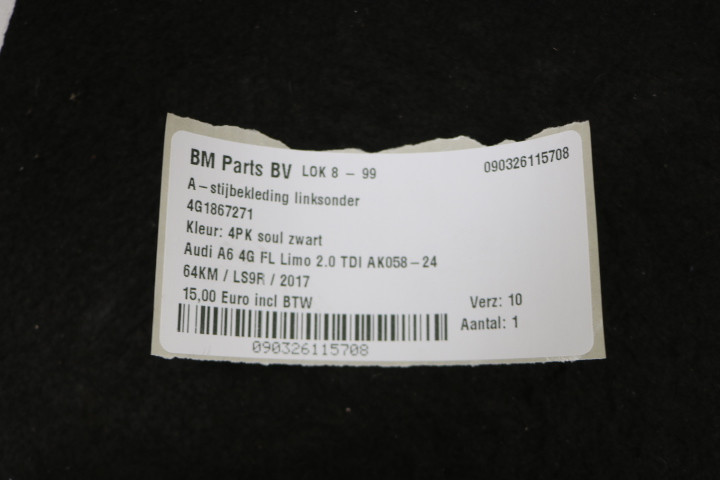 BM Parts BV LOK 8 - 99 090326115708
A-stijbekleding linksonder
4G1867271
Kleur: 4PK soul zwart
Audi A6 4G FL Limo 2.0 TDI AK058-24
64KM / LS9R / 2017
15,00 Euro incl BTW Verz: 10
Aantal: 1
090326115708